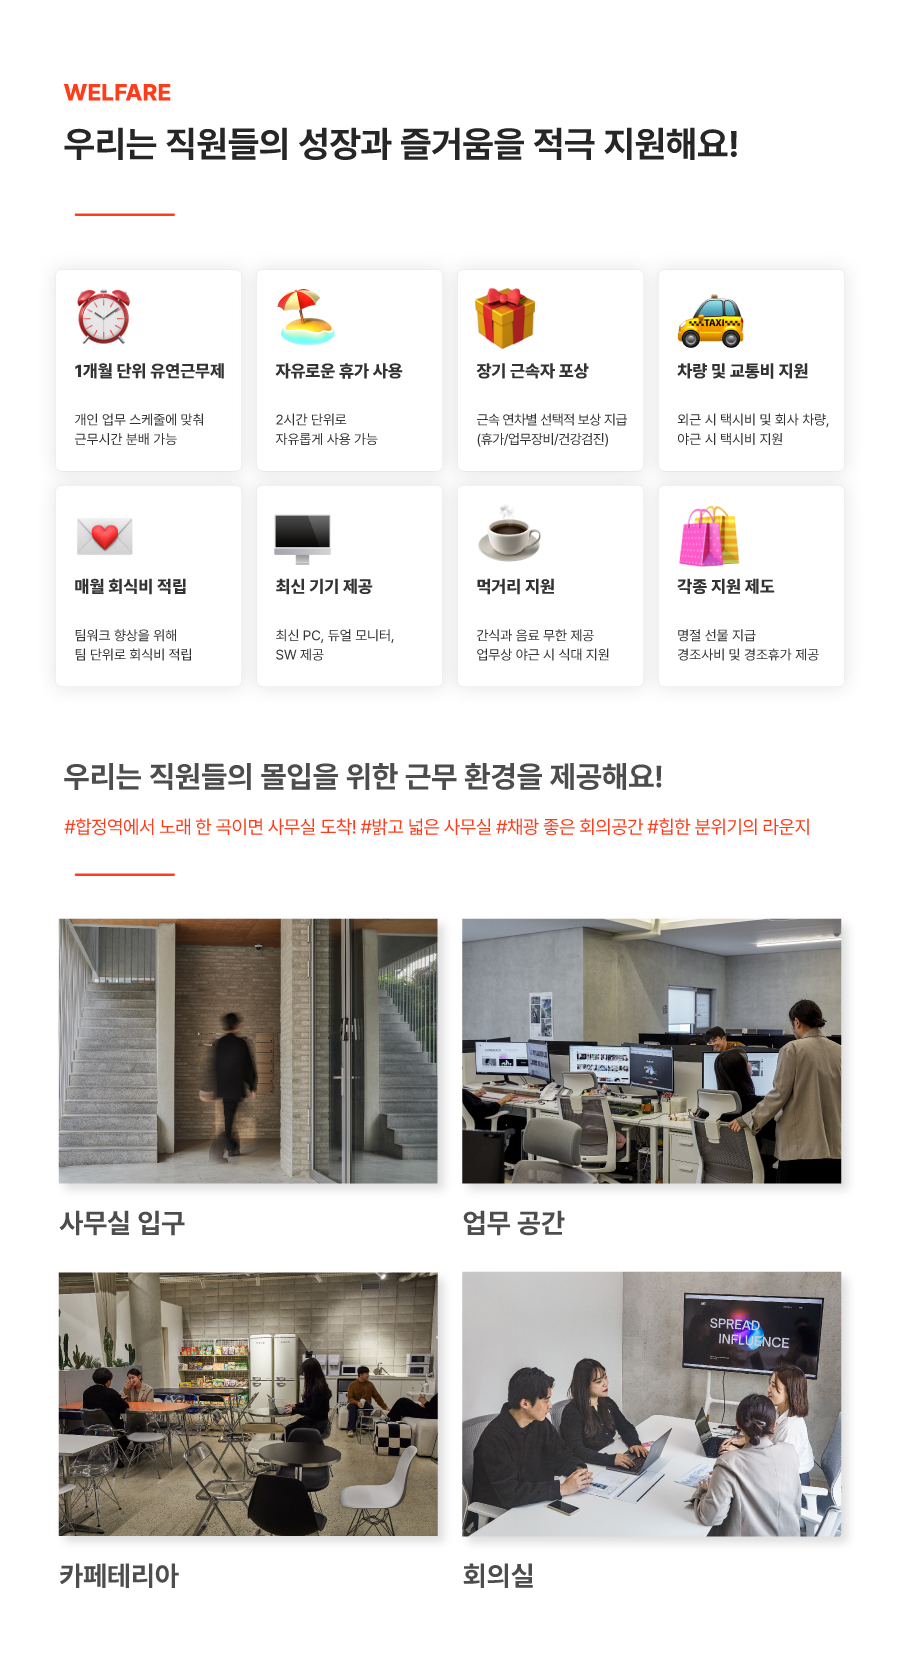 WELFARE
우리는 직원들의 성장과 즐거움을 적극 지원해요!
1개월 단위 유연근무제
개인 업무 스케줄에 맞춰
근무시간 분배 가능
자유로운 휴가 사용
2시간 단위로
자유롭게 사용 가능
장기 근속자 포상
근속 연차별 선택적 보상 지급
(휴가/업무장비/건강검진)
TAXI
차량 및 교통비 지원
외근 시 택시비 및 회사 차량,
야근 시 택시비 지원
매월 회식비 적립
팀워크 향상을 위해
팀 단위로 회식비 적립
최신 기기 제공
최신 PC, 듀얼 모니터,
SW 제공
먹거리 지원
간식과 음료 무한 제공
업무상 야근 시 식대 지원
각종 지원 제도
명절 선물 지급
경조사비 및 경조휴가 제공
우리는 직원들의 몰입을 위한 근무 환경을 제공해요!
#합정역에서 노래 한 곡이면 사무실 도착! #밝고 넓은 사무실 #채광 좋은 회의공간 #힙한 분위기의 라운지
사무실 입구
업무 공간
SPREAD
INFLUENCE
카페테리아
회의실